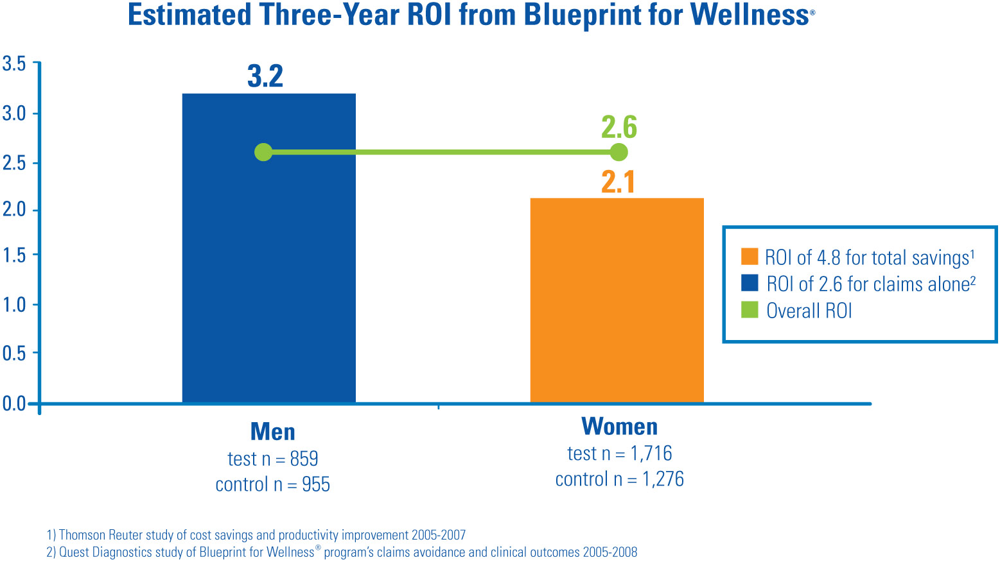 Estimated Three-Year ROI from Blueprint for Wellness®
3.5
3.0
2.5
2.0
1.5
1.0
0.5
0.0
3.2
2.6
2.1
ROI of 4.8 for total savings¹
ROI of 2.6 for claims alone²
Overall ROI
Men
test n = 859
control n = 955
Women
test n = 1,716
control n = 1,276
1) Thomson Reuter study of cost savings and productivity improvement 2005-2007
2) Quest Diagnostics study of Blueprint for Wellness® program's claims avoidance and clinical outcomes 2005-2008